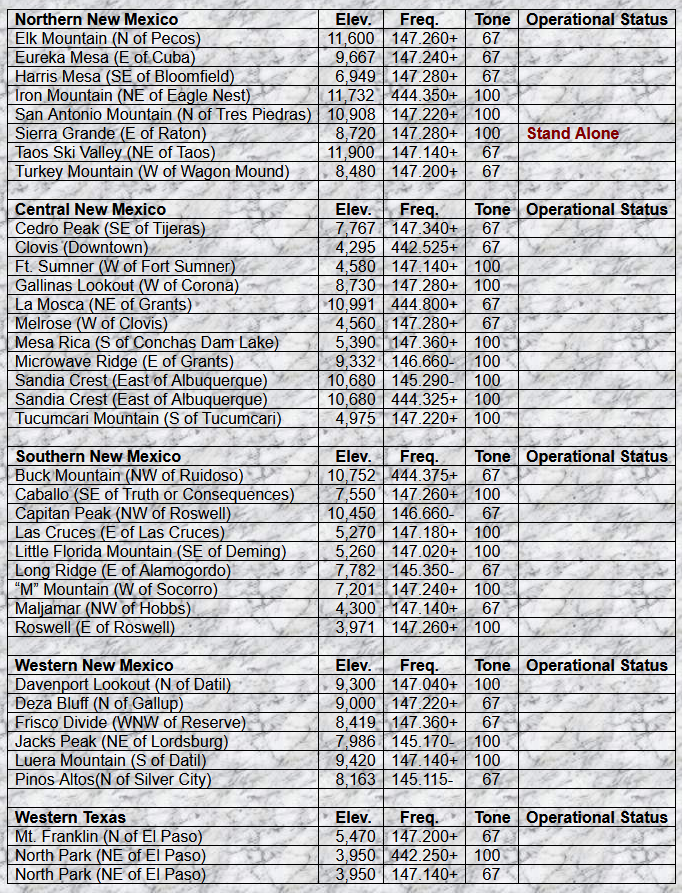 Northern New Mexico Elev. Freq. Tone Operational Status
Elk Mountain (N of Pecos) 11,600 147.260+ 67
Eureka Mesa (E of Cuba) 9,667 147.240+ 67
Harris Mesa (SE of Bloomfield) 6,949 147.280+ 67
Iron Mountain (NE of Eagle Nest) 11,732 444.350+ 100
San Antonio Mountain (N of Tres Piedras) 10,908 147.220+ 100
Sierra Grande (E of Raton) 8,720 147.280+ 100 Stand Alone
Taos Ski Valley (NE of Taos) 11,900 147.140+ 67
Turkey Mountain (W of Wagon Mound) 8,480 147.200+ 67
Central New Mexico Elev. Freq. Tone Operational Status
Cedro Peak (SE of Tijeras) 7,767 147.340+ 67
Clovis (Downtown) 4,295 442.525+ 67
Ft. Sumner (W of Fort Sumner) 4,580 147.140+ 100
Gallinas Lookout (W of Corona) 8,730 147.280+ 100
La Mosca (NE of Grants) 10,991 444.800+ 67
Melrose (W of Clovis) 4,560 147.280+ 67
Mesa Rica (S of Conchas Dam Lake) 5,390 147.360+ 100
Microwave Ridge (E of Grants) 9,332 146.660- 100
Sandia Crest (East of Albuquerque) 10,680 145.290- 100
Sandia Crest (East of Albuquerque) 10,680 444.325+ 100
Tucumcari Mountain (S of Tucumcari) 4,975 147.220+ 100
Southern New Mexico Elev. Freq. Tone Operational Status
Buck Mountain (NW of Ruidoso) 10,752 444.375+ 67
Caballo (SE of Truth or Consequences) 7,550 147.260+ 100
Capitan Peak (NW of Roswell) 10,450 146.660- 67
Las Cruces (E of Las Cruces) 5,270 147.180+ 100
Little Florida Mountain (SE of Deming) 5,260 147.020+ 100
Long Ridge (E of Alamogordo) 7,782 145.350- 67
“M” Mountain (W of Socorro) 7,201 147.240+ 100
Maljamar (NW of Hobbs) 4,300 147.140+ 67
Roswell (E of Roswell) 3,971 147.260+ 100
Western New Mexico Elev. Freq. Tone Operational Status
Davenport Lookout (N of Datil) 9,300 147.040+ 100
Deza Bluff (N of Gallup) 9,000 147.220+ 67
Frisco Divide (WNW of Reserve) 8,419 147.360+ 67
Jacks Peak (NE of Lordsburg) 7,986 145.170- 100
Luera Mountain (S of Datil) 9,420 147.140+ 100
Pinos Altos(N of Silver City) 8,163 145.115- 67
Western Texas Elev. Freq. Tone Operational Status
Mt. Franklin (N of El Paso) 5,470 147.200+ 67
North Park (NE of El Paso) 3,950 442.250+ 100
North Park (NE of El Paso) 3,950 147.140+ 67